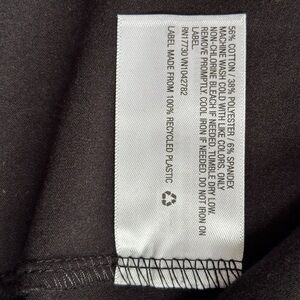 56% COTTON / 38% POLYESTER / 6% SPANDEX
MACHINE WASH COLD WITH LIKE COLORS, ONLY
NON-CHLORINE BLEACH IF NEEDED, TUMBLE DRY LOW.
REMOVE PROMPTLY. COOL IRON IF NEEDED. DO NOT IRON ON
LABEL.
RN17730 VN1042782
LABEL MADE FROM 100% RECYCLED PLASTIC